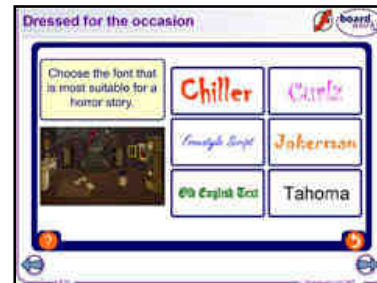 Dressed for the occasion
board
Choose the font that
is most suitable for a
horror story.
Chiller
Curlz
Freestyle Script
Jokerman
Old English Text
Tahoma
?